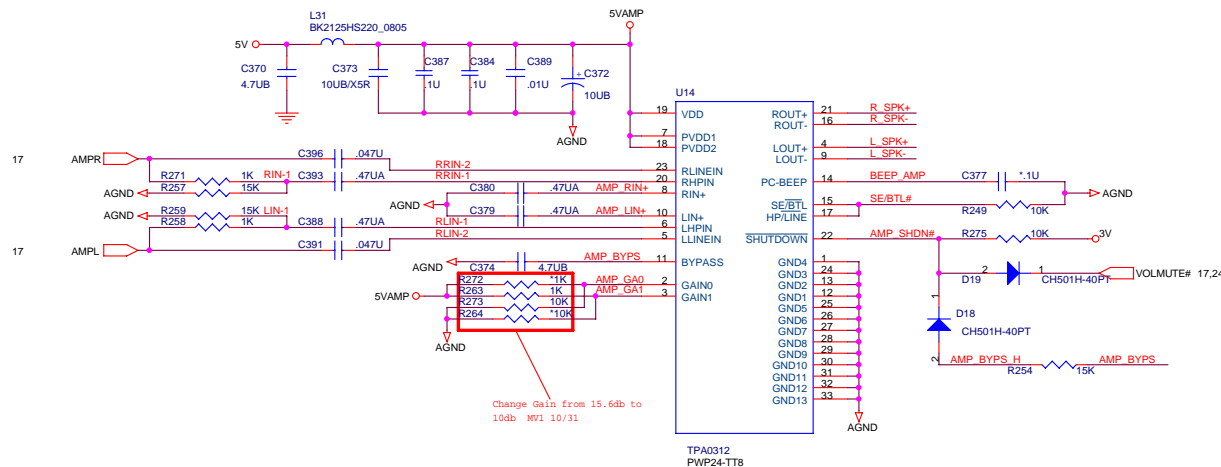 L31
BK2125HS220_0805
5VAMP
5V
C370
4.7UB
C373
10UB/X5R
C387
.1U
C384
.1U
C389
.01U
+
C372
10UB
AGND
U14
19
VDD
7
PVDD1
18
PVDD2
23
RLINEIN
20
RHPIN
8
RIN+
10
LIN+
6
LHPIN
5
LLINEIN
11
BYPASS
2
GAIN0
3
GAIN1
ROUT+
21
R_SPK+
ROUT-
16
R_SPK-
LOUT+
4
L_SPK+
LOUT-
9
L_SPK-
PC-BEEP
14
BEEP_AMP
C377
*.1U
AGND
SE/BTL
15
SE/BTL#
HP/LINE
17
R249
10K
SHUTDOWN
22
AMP_SHDN#
R275
10K
3V
GND4
1
GND3
24
GND2
13
GND1
12
GND5
25
GND6
26
GND7
27
GND8
28
GND9
29
GND10
30
GND11
31
GND12
32
GND13
33
AGND
2
1
D19
CH501H-40PT
VOLMUTE# 17,24
1
D18
CH501H-40PT
2
AMP_BYPS_H
R254
15K
AMP_BYPS
17
AMPR
C396
.047U
RRIN-2
R271
1K
RIN-1
C393
.47UA
RRIN-1
AGND
R257
15K
C380
.47UA
AMP_RIN+
AGND
C379
.47UA
AMP_LIN+
AGND
R259
15K
LIN-1
R258
1K
C388
.47UA
RLIN-1
17
AMPL
C391
.047U
RLIN-2
AGND
C374
4.7UB
AMP_BYPS
5VAMP
R272
*1K
AMP_GA0
R263
1K
AMP_GA1
R273
10K
R264
*10K
AGND
Change Gain from 15.6db to
10db MV1 10/31
TPA0312
PWP24-TT8